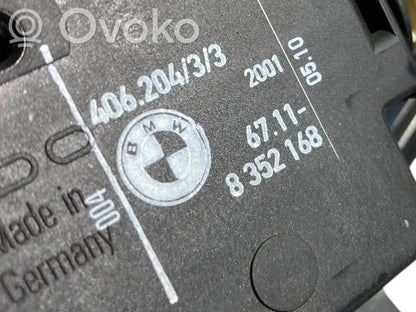 Ovoko
406.204/3/3
2001
05.10
BMW
67.11-
8 352 168
004
Made in
Germany